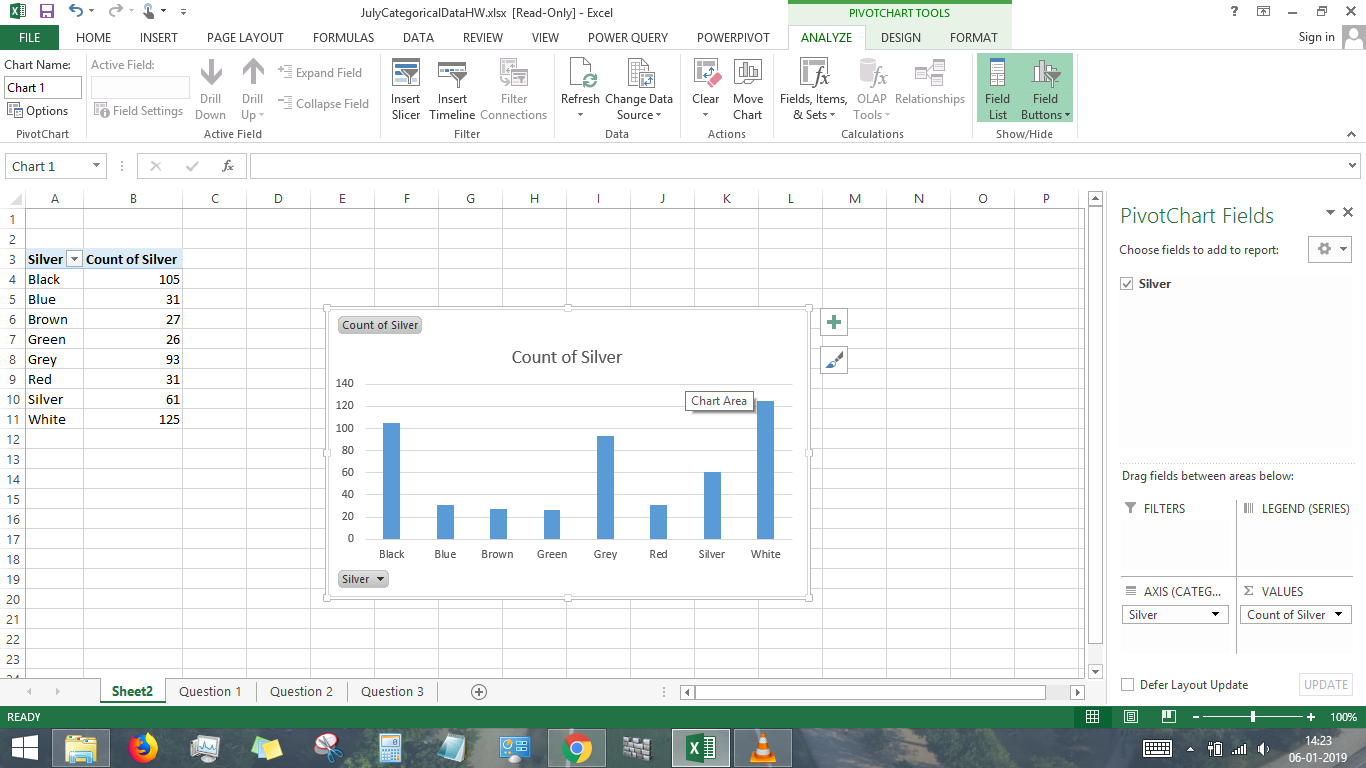 JulyCategoricalDataHW.xlsx [Read-Only] - Excel
PIVOTCHART TOOLS
?
FILE HOME INSERT PAGE LAYOUT FORMULAS DATA REVIEW VIEW POWER QUERY POWERPIVOT ANALYZE DESIGN FORMAT Sign in
Chart Name:
Chart 1
Options
PivotChart
Active Field:
Field Settings
Drill Down
Drill Up
Expand Field
Collapse Field
Active Field
Insert Slicer
Insert Timeline
Filter Connections
Filter
Refresh
Change Data Source
Data
Clear
Move Chart
Actions
Fields, Items, & Sets
OLAP Tools
Relationships
Calculations
Field List
Field Buttons
Show/Hide
Chart 1
fx
A B C D E F G H I J K L M N O P
1
2
3 Silver Count of Silver
4 Black 105
5 Blue 31
6 Brown 27
7 Green 26
8 Grey 93
9 Red 31
10 Silver 61
11 White 125
12
13
14
15
16
17
18
19
20
21
22
23
Count of Silver
Count of Silver
140
120
100
80
60
40
20
0
Chart Area
Black Blue Brown Green Grey Red Silver White
Silver
PivotChart Fields
Choose fields to add to report:
Silver
Drag fields between areas below:
FILTERS
LEGEND (SERIES)
AXIS (CATEG...
Σ VALUES
Silver
Count of Silver
Defer Layout Update
UPDATE
Sheet2 Question 1 Question 2 Question 3
READY
100%
14:23
06-01-2019